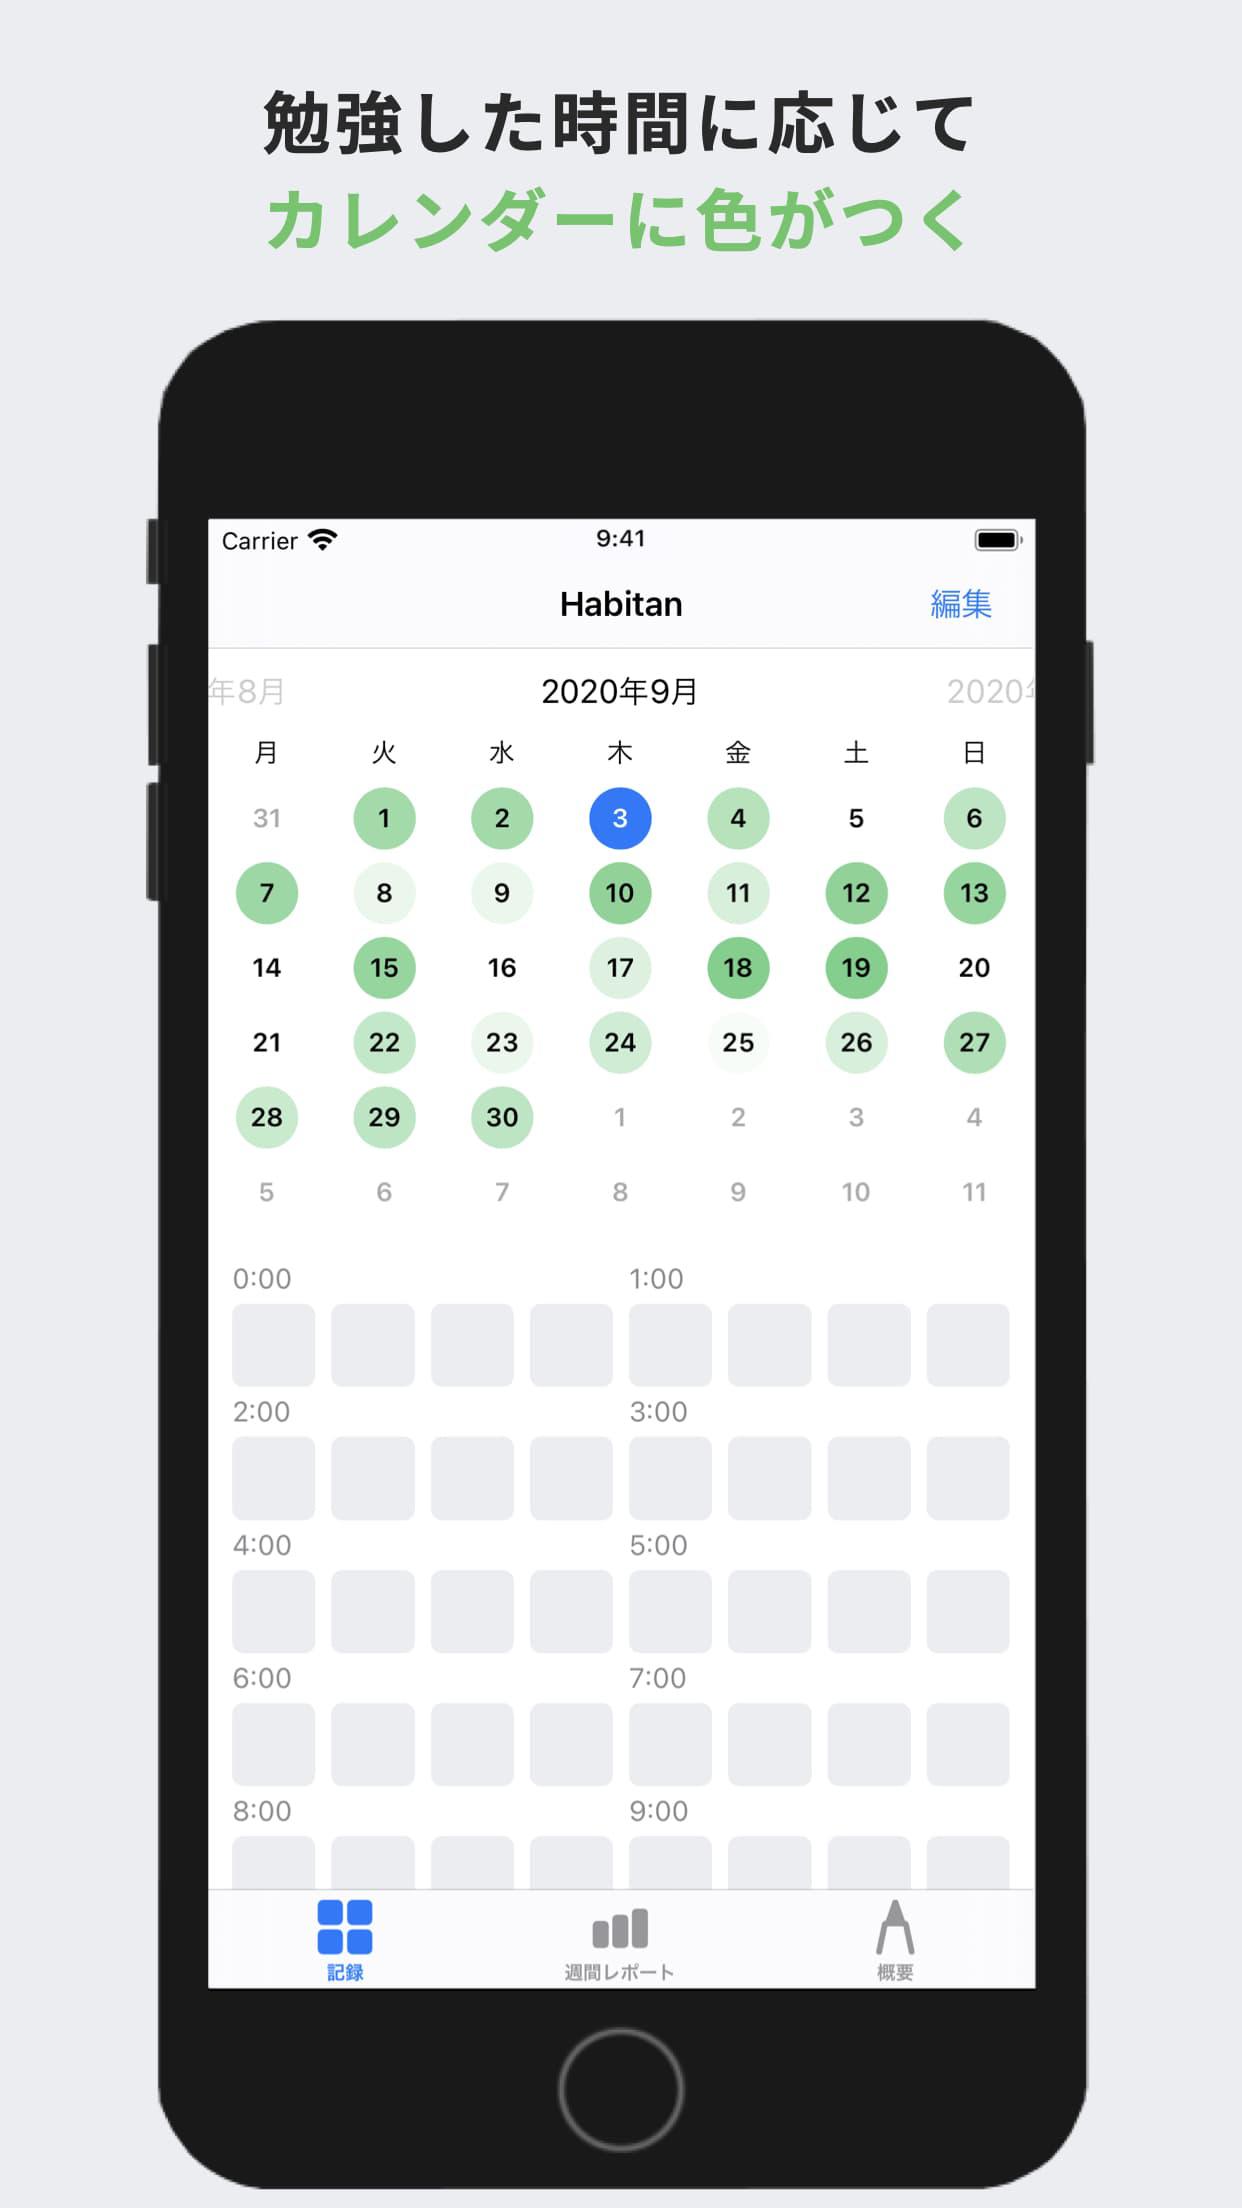 勉強した時間に応じて
カレンダーに色がつく
Carrier 9:41
Habitan 編集
年8月 2020年9月 2020年
月 火 水 木 金 土 日
31 1 2 3 4 5 6
7 8 9 10 11 12 13
14 15 16 17 18 19 20
21 22 23 24 25 26 27
28 29 30 1 2 3 4
5 6 7 8 9 10 11
0:00 1:00
2:00 3:00
4:00 5:00
6:00 7:00
8:00 9:00
記録 週間レポート 概要